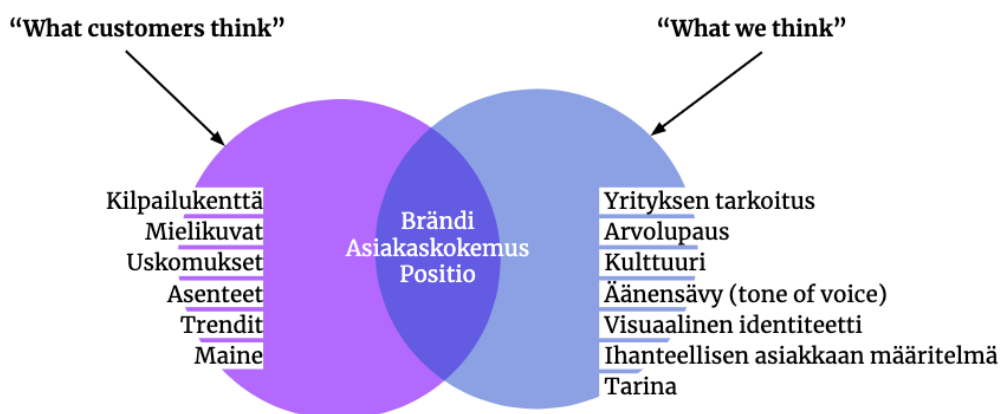 “What customers think”
“What we think”
Kilpailukenttä
Mielikuvat
Uskomukset
Asenteet
Trendit
Maine
Brändi
Asiakaskokemus
Positio
Yrityksen tarkoitus
Arvolupaus
Kulttuuri
Äänensävy (tone of voice)
Visuaalinen identiteetti
Ihanteellisen asiakkaan määritelmä
Tarina